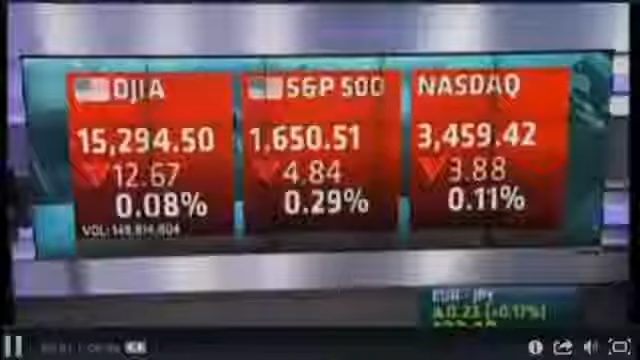 DJIA
15,294.50
12.67
0.08%
S&P 500
1,650.51
4.84
0.29%
NASDAQ
3,459.42
3.88
0.11%
EUR / JPY